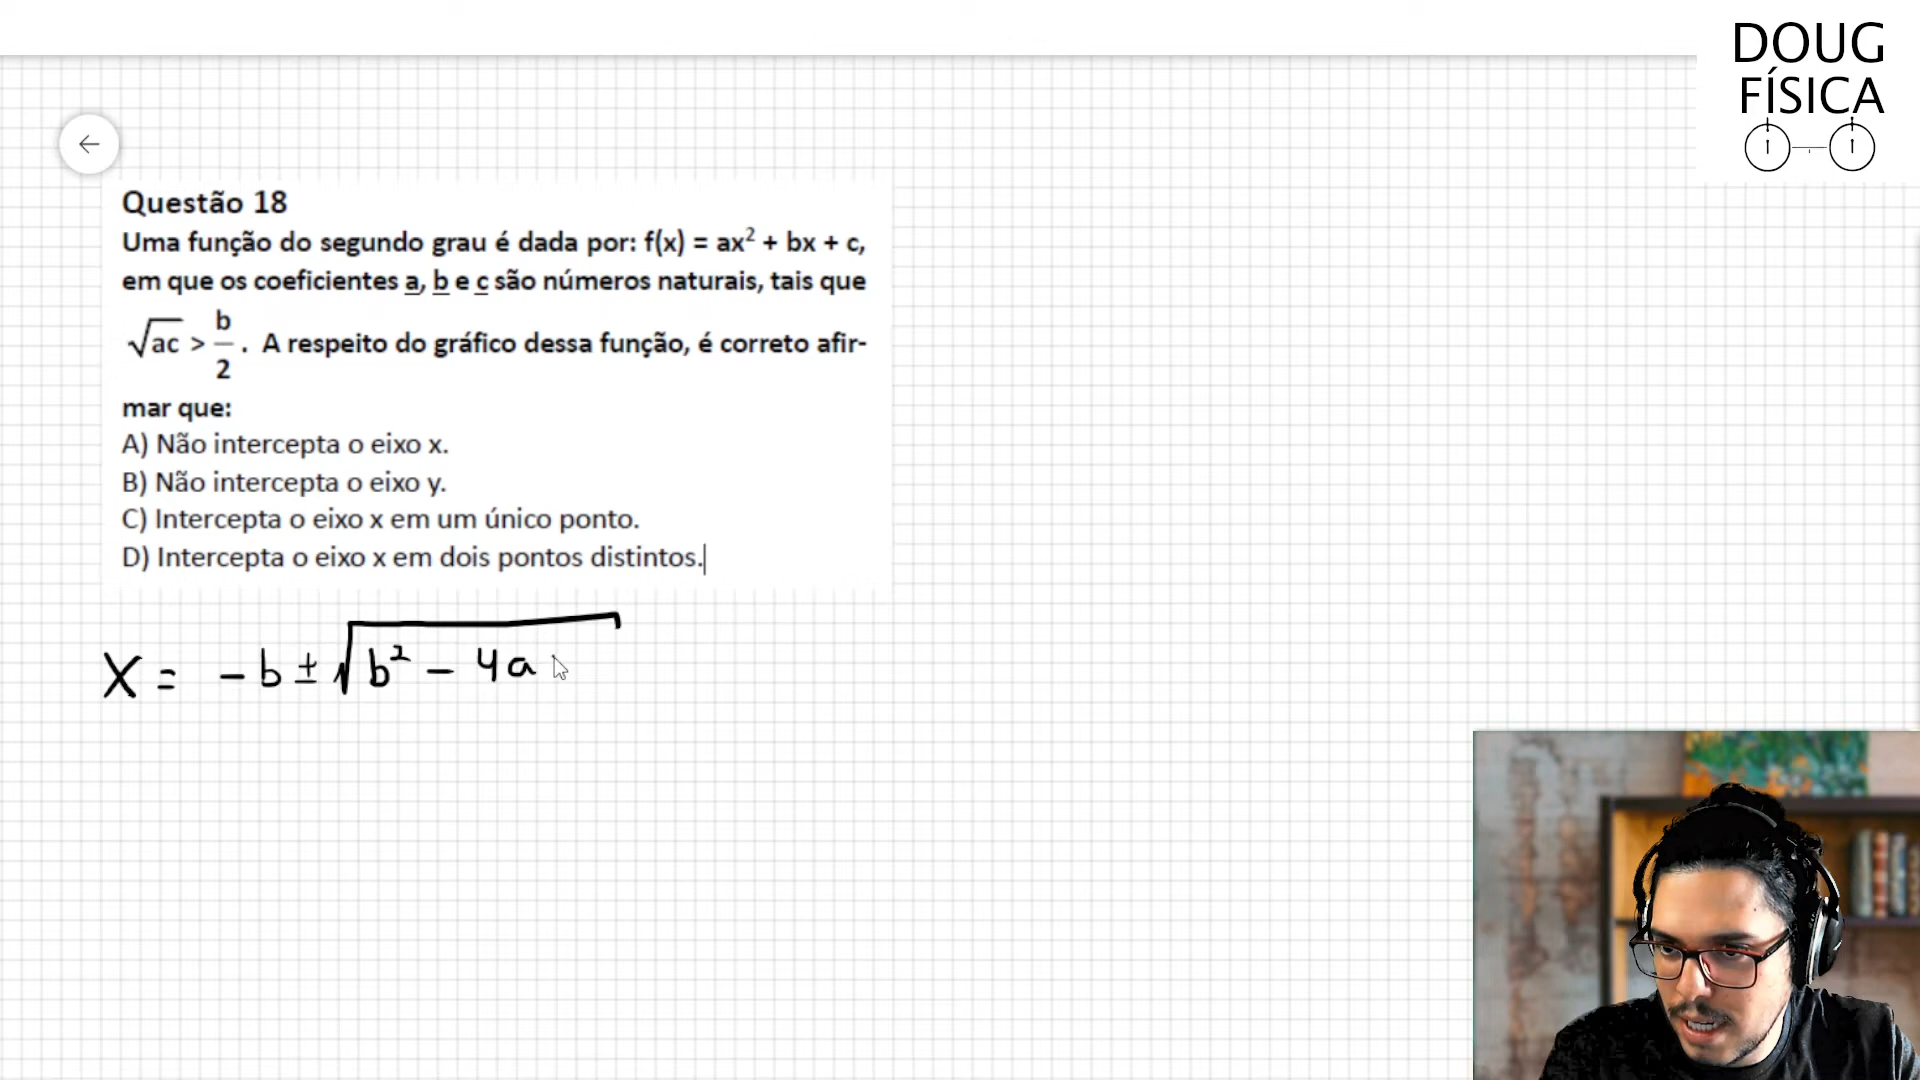 DOUG
FÍSICA
Questão 18
Uma função do segundo grau é dada por: f(x) = ax² + bx + c,
em que os coeficientes a, b e c são números naturais, tais que
√ac > b/2 . A respeito do gráfico dessa função, é correto afir-
mar que:
A) Não intercepta o eixo x.
B) Não intercepta o eixo y.
C) Intercepta o eixo x em um único ponto.
D) Intercepta o eixo x em dois pontos distintos.
X = -b ± √b² - 4a